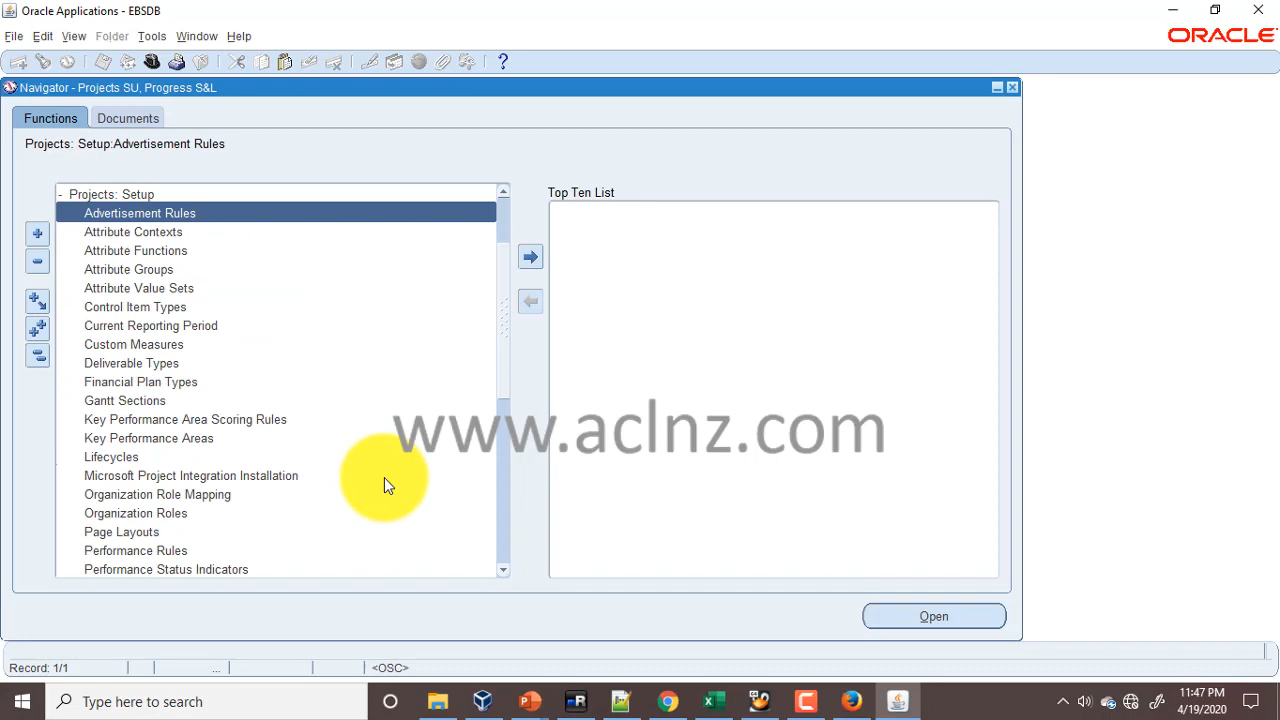 Oracle Applications - EBSDB
File Edit View Folder Tools Window Help
ORACLE
?
Navigator - Projects SU, Progress S&L
Functions Documents
Projects: Setup:Advertisement Rules
- Projects: Setup
Advertisement Rules
Attribute Contexts
Attribute Functions
Attribute Groups
Attribute Value Sets
Control Item Types
Current Reporting Period
Custom Measures
Deliverable Types
Financial Plan Types
Gantt Sections
Key Performance Area Scoring Rules
Key Performance Areas
Lifecycles
Microsoft Project Integration Installation
Organization Role Mapping
Organization Roles
Page Layouts
Performance Rules
Performance Status Indicators
Top Ten List
www.aclnz.com
Open
Record: 1/1 ... <OSC>
Type here to search
11:47 PM
4/19/2020